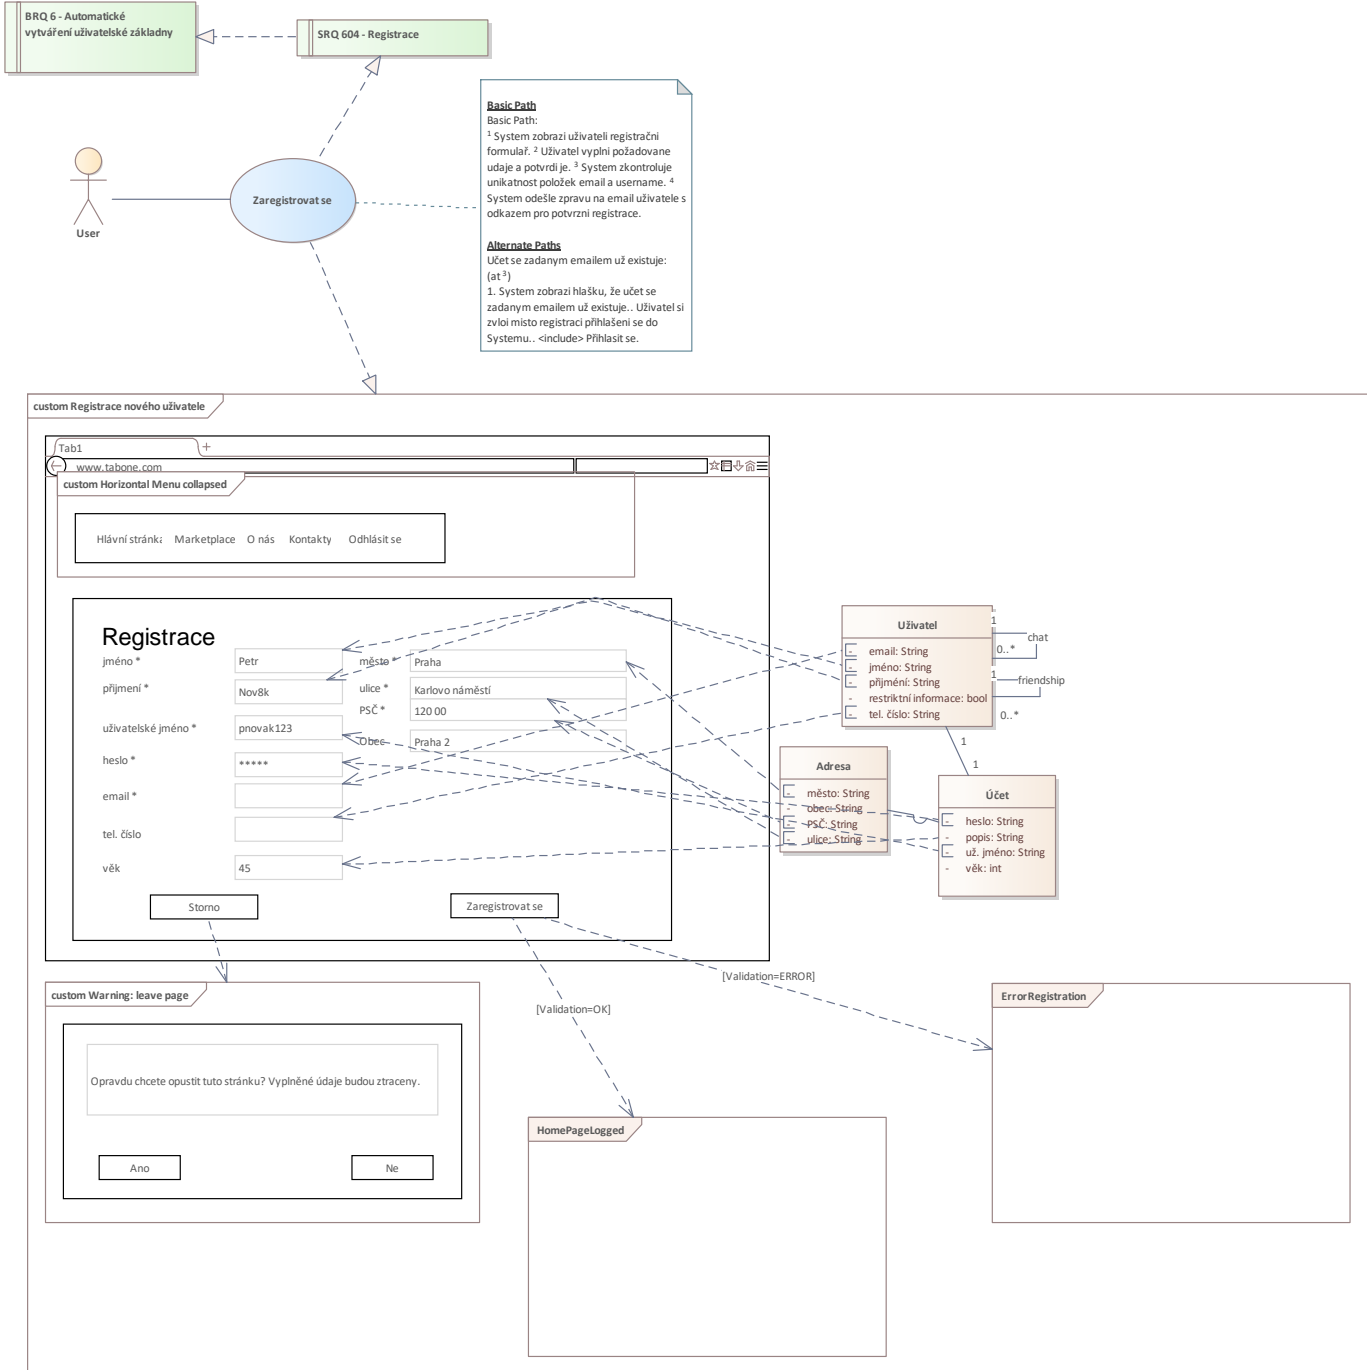 BRQ 6 - Automatické
vytváření uživatelské základny
SRQ 604 - Registrace
Basic Path
Basic Path:
1 System zobrazi uživateli registrační
formulař. 2 Uživatel vyplni požadovane
udaje a potvrdi je. 3 System zkontroluje
unikatnost položek email a username. 4
System odešle zpravu na email uživatele s
odkazem pro potvrzni registrace.
Alternate Paths
Učet se zadanym emailem už existuje:
(at 3)
1. System zobrazi hlašku, že učet se
zadanym emailem už existuje.. Uživatel si
zvloi misto registraci přihlašeni se do
Systemu.. <include> Přihlasit se.
User
Zaregistrovat se
custom Registrace nového uživatele
Tab1
+
www.tabone.com
custom Horizontal Menu collapsed
Hlávní stránka Marketplace O nás Kontakty Odhlásit se
Registrace
jméno *
Petr
město *
Praha
přijmení *
Nov8k
ulice *
Karlovo náměstí
PSČ *
120 00
uživatelské jméno *
pnovak123
Obec
Praha 2
heslo *
*****
email *
tel. číslo
věk
45
Storno
Zaregistrovat se
Uživatel
- email: String
- jméno: String
- přijmění: String
- restriktní informace: bool
- tel. číslo: String
1
chat
0..*
1
friendship
0..*
1
1
Adresa
- město: String
- obec: String
- PSČ: String
- ulice: String
Účet
- heslo: String
- popis: String
- už. jméno: String
- věk: int
[Validation=ERROR]
[Validation=OK]
custom Warning: leave page
Opravdu chcete opustit tuto stránku? Vyplněné údaje budou ztraceny.
Ano
Ne
HomePageLogged
ErrorRegistration